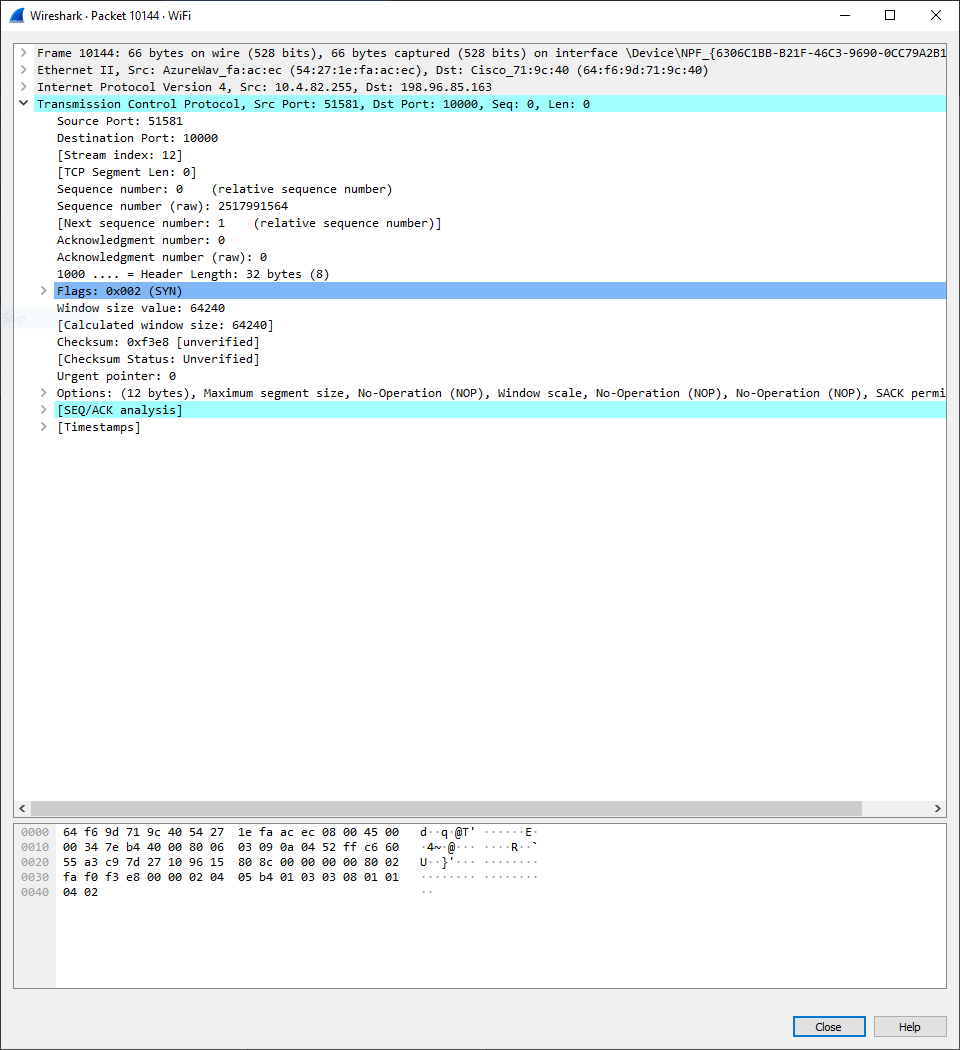 Wireshark · Packet 10144 · WiFi
Frame 10144: 66 bytes on wire (528 bits), 66 bytes captured (528 bits) on interface \Device\NPF_{6306C1BB-B21F-46C3-9690-0CC79A2B1
Ethernet II, Src: AzureWav_fa:ac:ec (54:27:1e:fa:ac:ec), Dst: Cisco_71:9c:40 (64:f6:9d:71:9c:40)
Internet Protocol Version 4, Src: 10.4.82.255, Dst: 198.96.85.163
Transmission Control Protocol, Src Port: 51581, Dst Port: 10000, Seq: 0, Len: 0
Source Port: 51581
Destination Port: 10000
[Stream index: 12]
[TCP Segment Len: 0]
Sequence number: 0    (relative sequence number)
Sequence number (raw): 2517991564
[Next sequence number: 1    (relative sequence number)]
Acknowledgment number: 0
Acknowledgment number (raw): 0
1000 .... = Header Length: 32 bytes (8)
Flags: 0x002 (SYN)
Window size value: 64240
Snip
[Calculated window size: 64240]
Checksum: 0xf3e8 [unverified]
[Checksum Status: Unverified]
Urgent pointer: 0
Options: (12 bytes), Maximum segment size, No-Operation (NOP), Window scale, No-Operation (NOP), No-Operation (NOP), SACK permi
[SEQ/ACK analysis]
[Timestamps]
0000  64 f6 9d 71 9c 40 54 27  1e fa ac ec 08 00 45 00   d··q·@T' ······E·
0010  00 34 7e b4 40 00 80 06  03 09 0a 04 52 ff c6 60   ·4~·@··· ····R··`
0020  55 a3 c9 7d 27 10 96 15  80 8c 00 00 00 00 80 02   U··}'··· ········
0030  fa f0 f3 e8 00 00 02 04  05 b4 01 03 03 08 01 01   ········ ········
0040  04 02   ··
Close Help